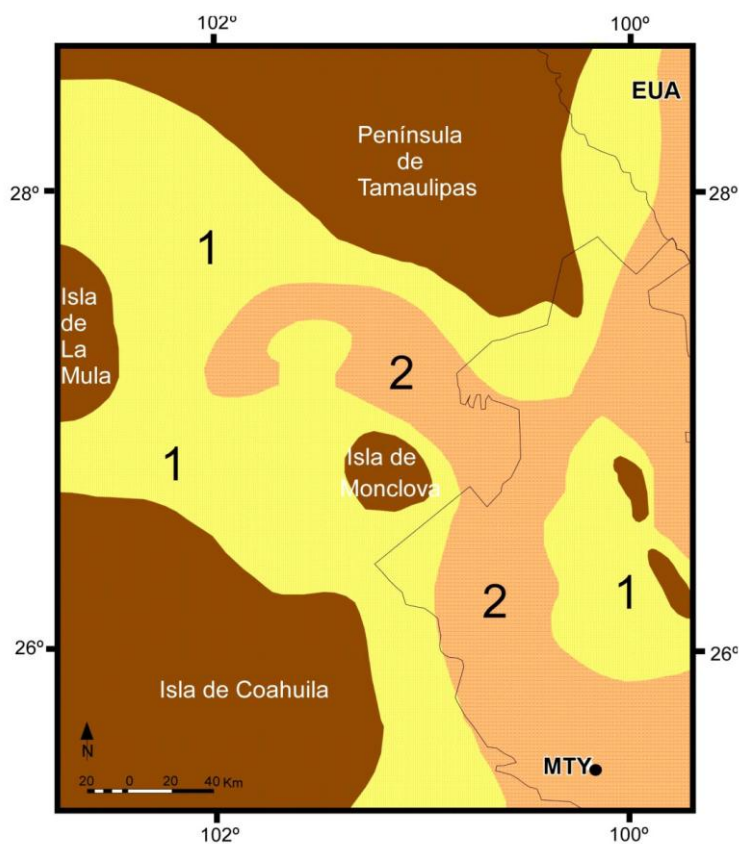 102º 100º
EUA
Península
de
Tamaulipas
28º 28º
1
Isla
de
La
Mula
2
1
Isla de
Monclova
2
1
26º 26º
Isla de Coahuila
N
MTY
20 0 20 40 Km
102º 100º